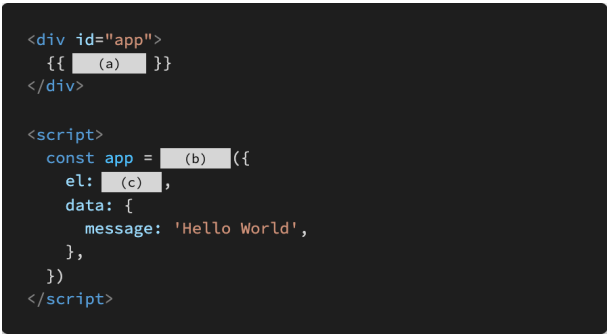 <div id="app">
{{ (a) }}
</div>
<script>
const app = (b) ({
el: (c) ,
data: {
message: 'Hello World',
},
})
</script>